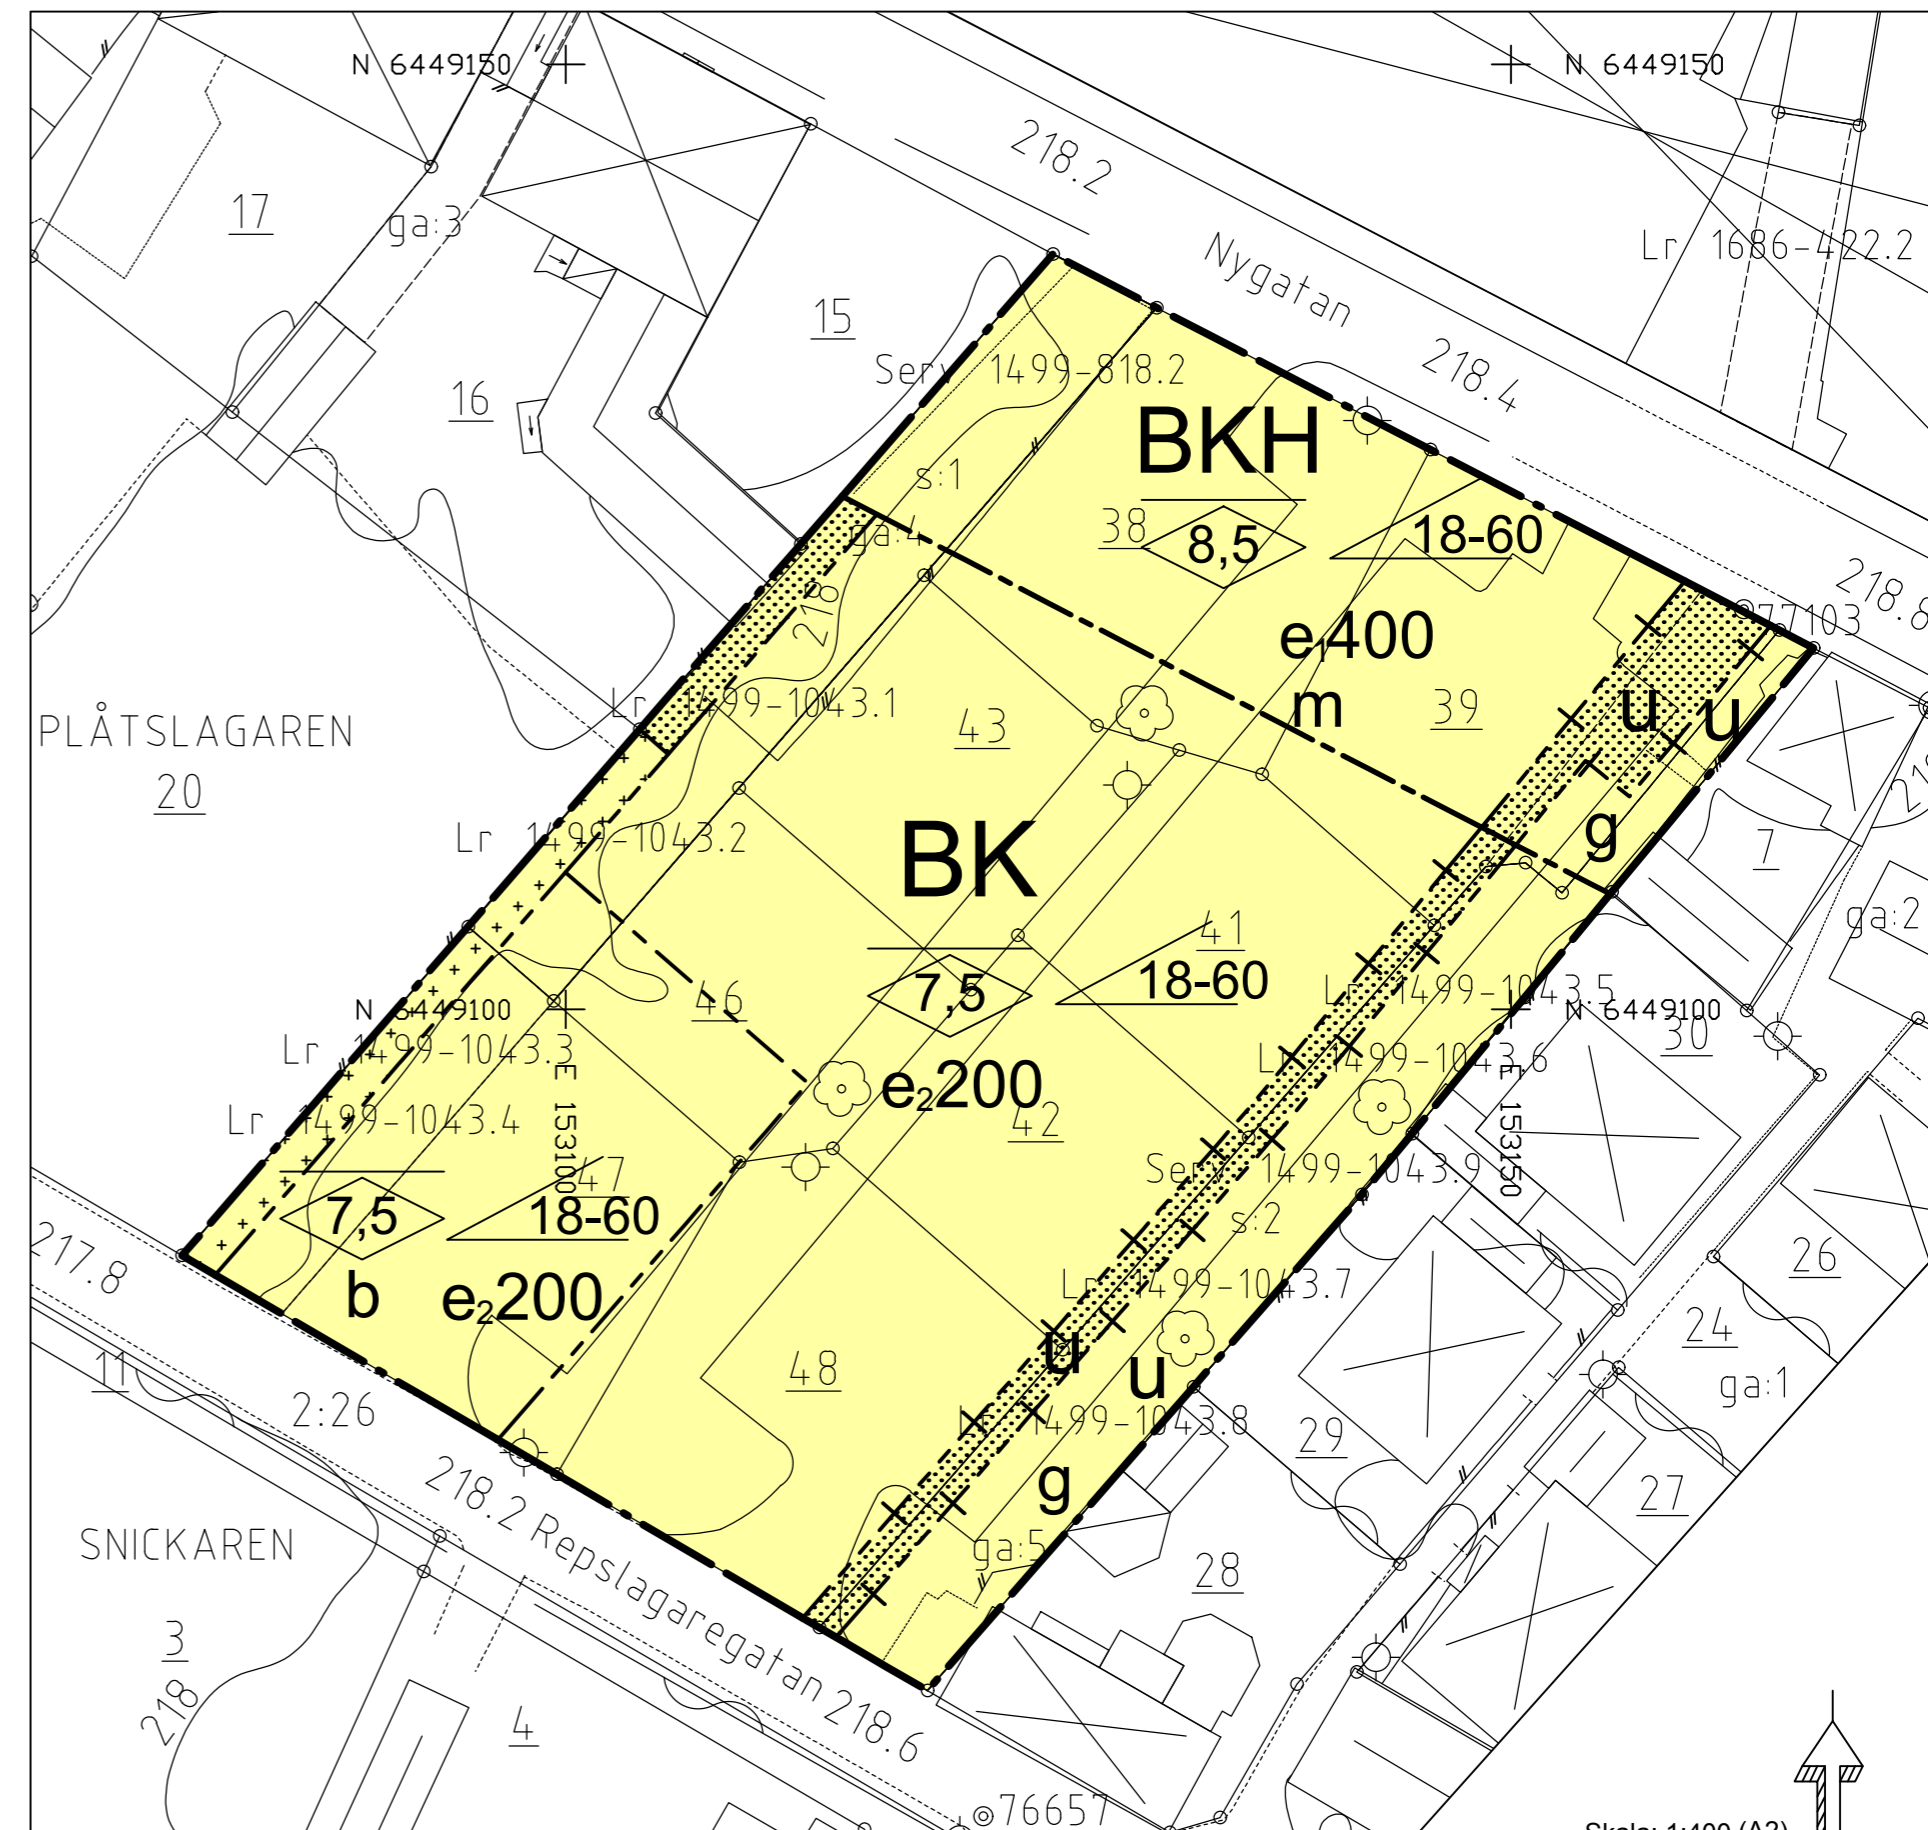 N 6449150
N 6449150
218.2
17
ga:3
Nygatan
Lr 1686-422.2
15
Serv 1499-818.2
218.4
16
BKH
s:1
38
8,5
18-60
ga:4
218
218.8
77103
e₁400
m
39
u
u
Lr 1499-1043.1
43
PLÅTSLAGAREN
20
Lr 1499-1043.2
BK
g
7
ga:2
41
18-60
7,5
46
Lr 1499-1043.5
N 6449100
N 6449100
30
Lr 1499-1043.3
Lr 1499-1043.6
E 153100
E 153150
e₂200
42
Lr 1499-1043.4
Serv 1499-1043.9
47
7,5
18-60
s:2
217.8
26
b
e₂200
Lr 1499-1043.7
24
u
u
48
11
2:26
ga:1
Lr 1499-1043.8
29
g
27
218.2 Repslagaregatan 218.6
SNICKAREN
ga:5
28
3
218
4
76657
Skala: 1:400 (A2)